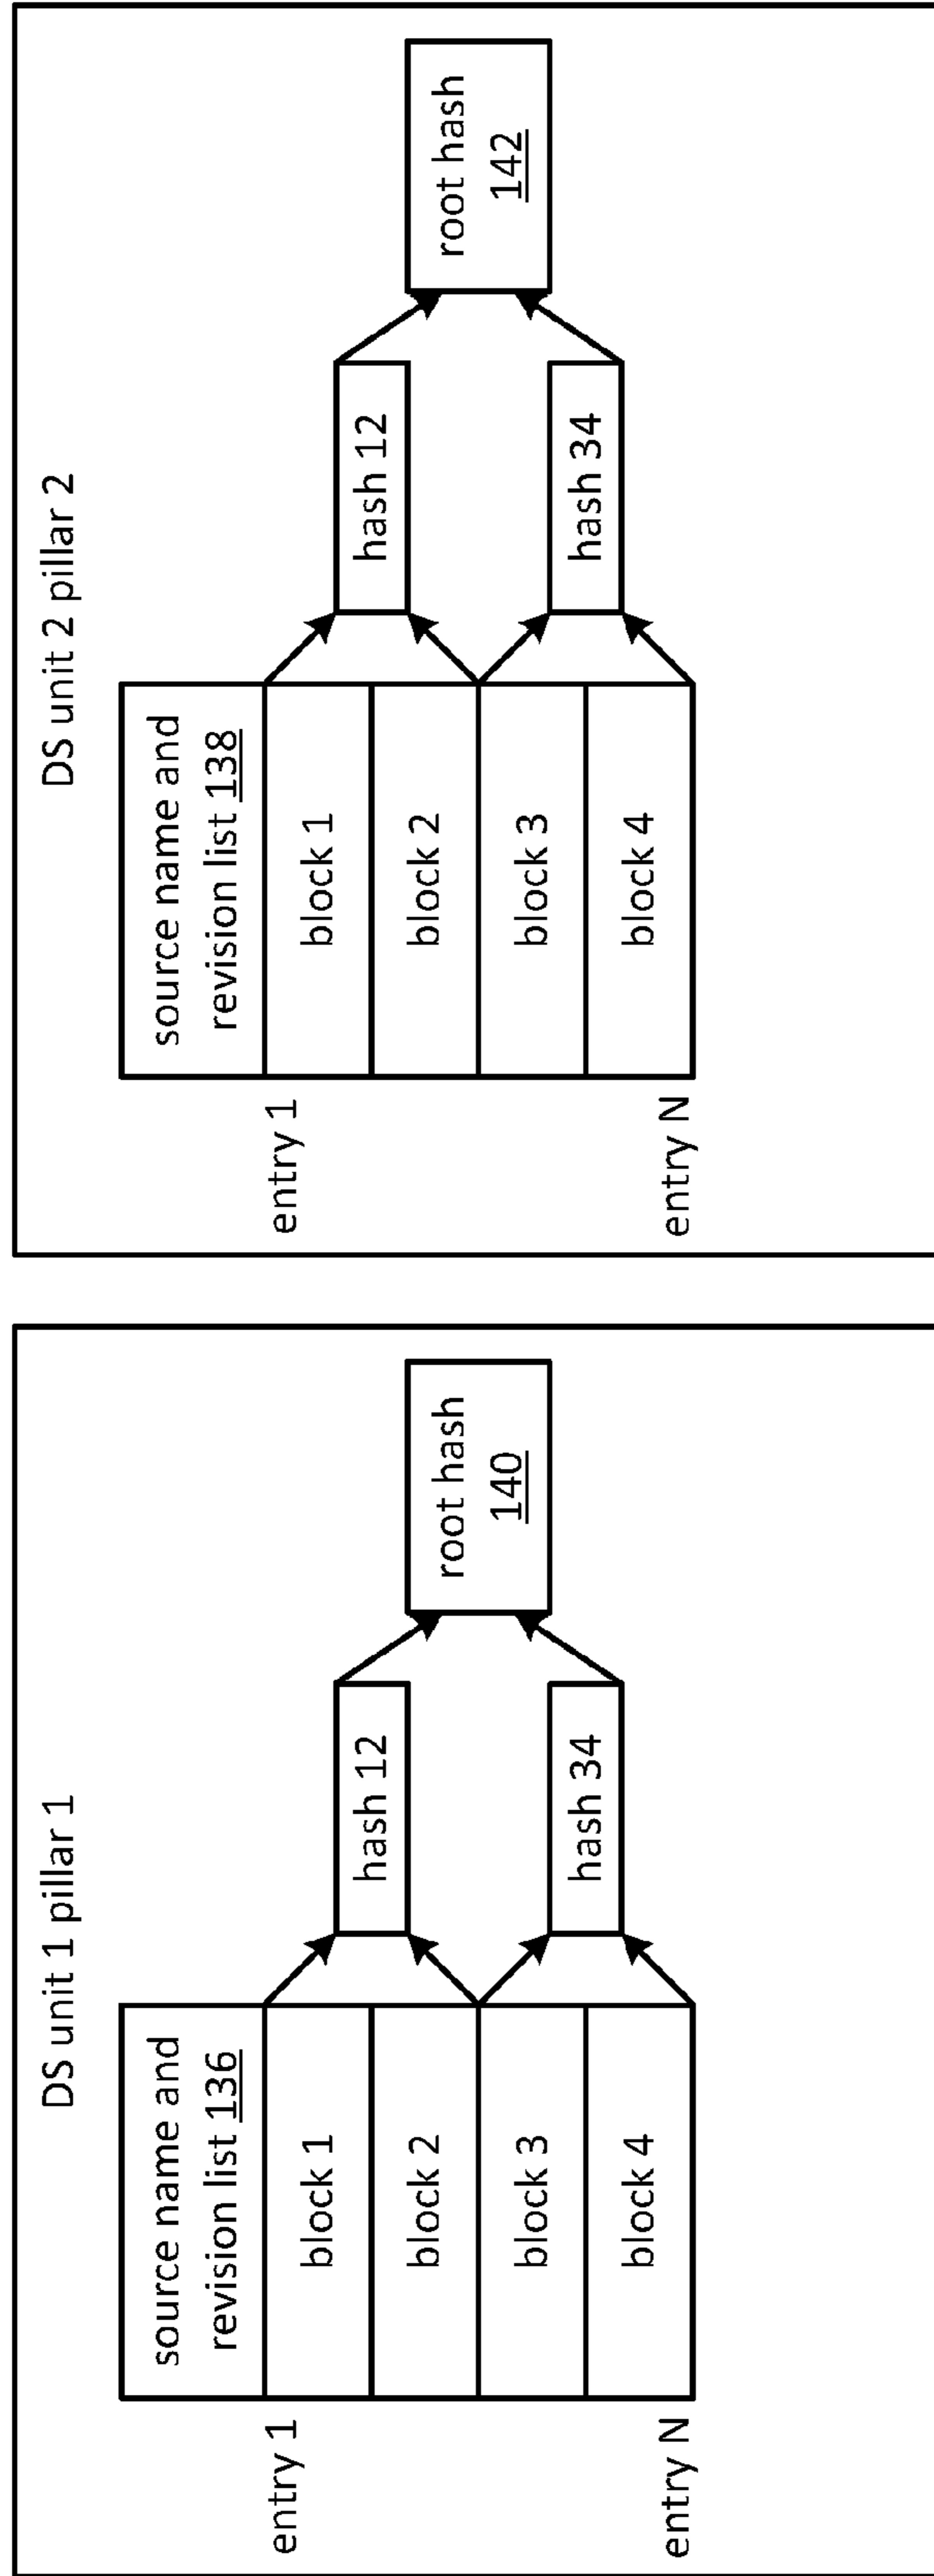 DS unit 1 pillar 1
source name and
revision list 136
entry 1
block 1
block 2
block 3
block 4
entry N
hash 12
hash 34
root hash
140
DS unit 2 pillar 2
source name and
revision list 138
entry 1
block 1
block 2
block 3
block 4
entry N
hash 12
hash 34
root hash
142